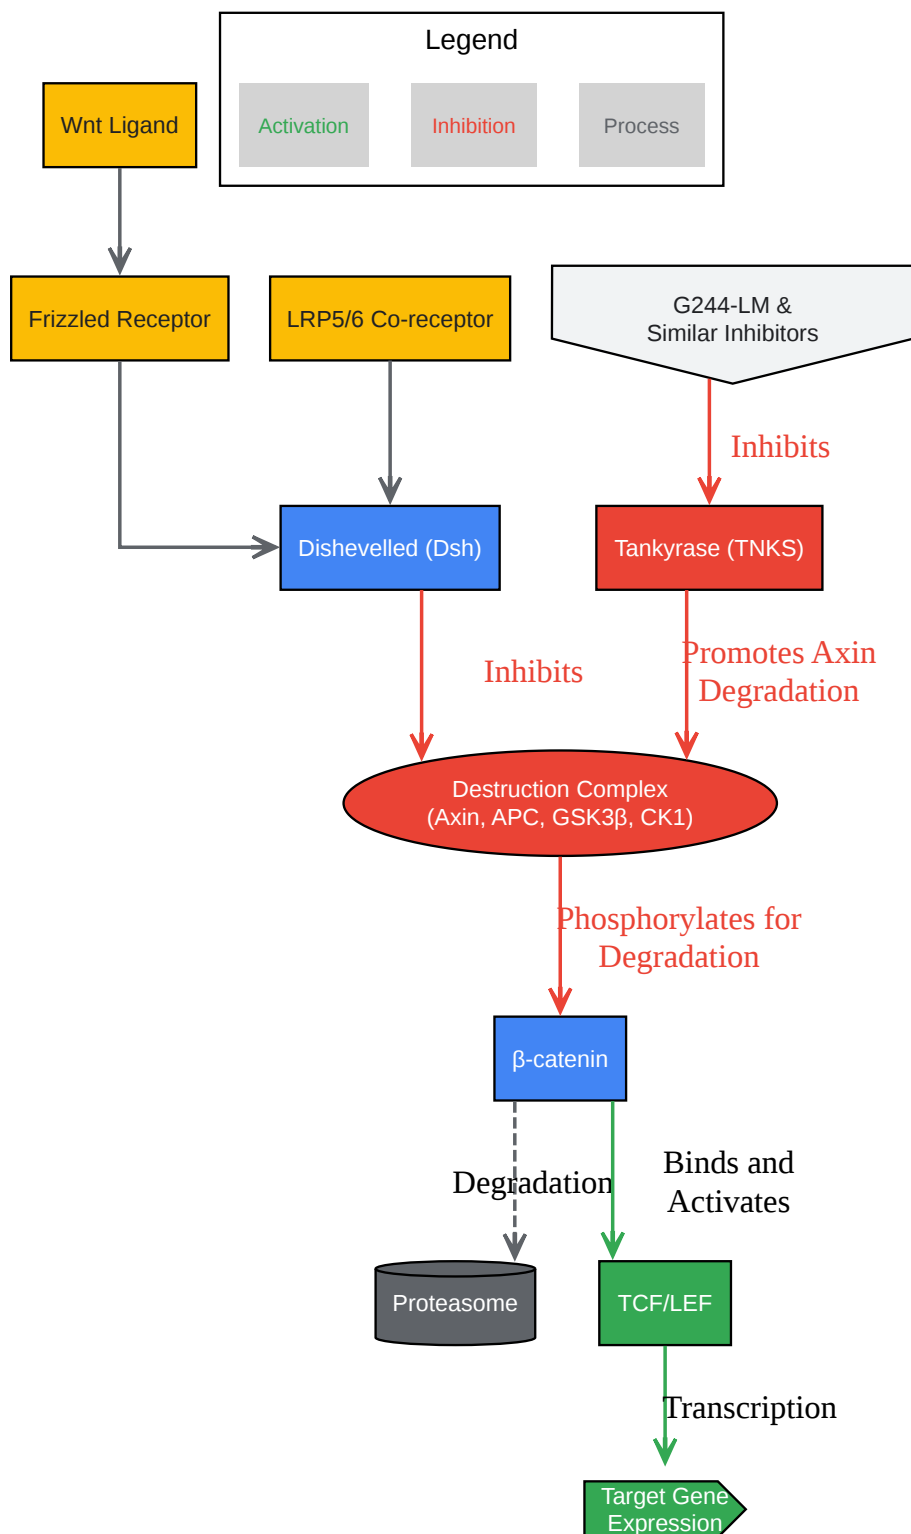 Legend
Activation
Inhibition
Process
Wnt Ligand
Frizzled Receptor
LRP5/6 Co-receptor
G244-LM &
Similar Inhibitors
Inhibits
Dishevelled (Dsh)
Tankyrase (TNKS)
Inhibits
Promotes Axin
Degradation
Destruction Complex
(Axin, APC, GSK3β, CK1)
Phosphorylates for
Degradation
β-catenin
Degradation
Binds and
Activates
Proteasome
TCF/LEF
Transcription
Target Gene
Expression